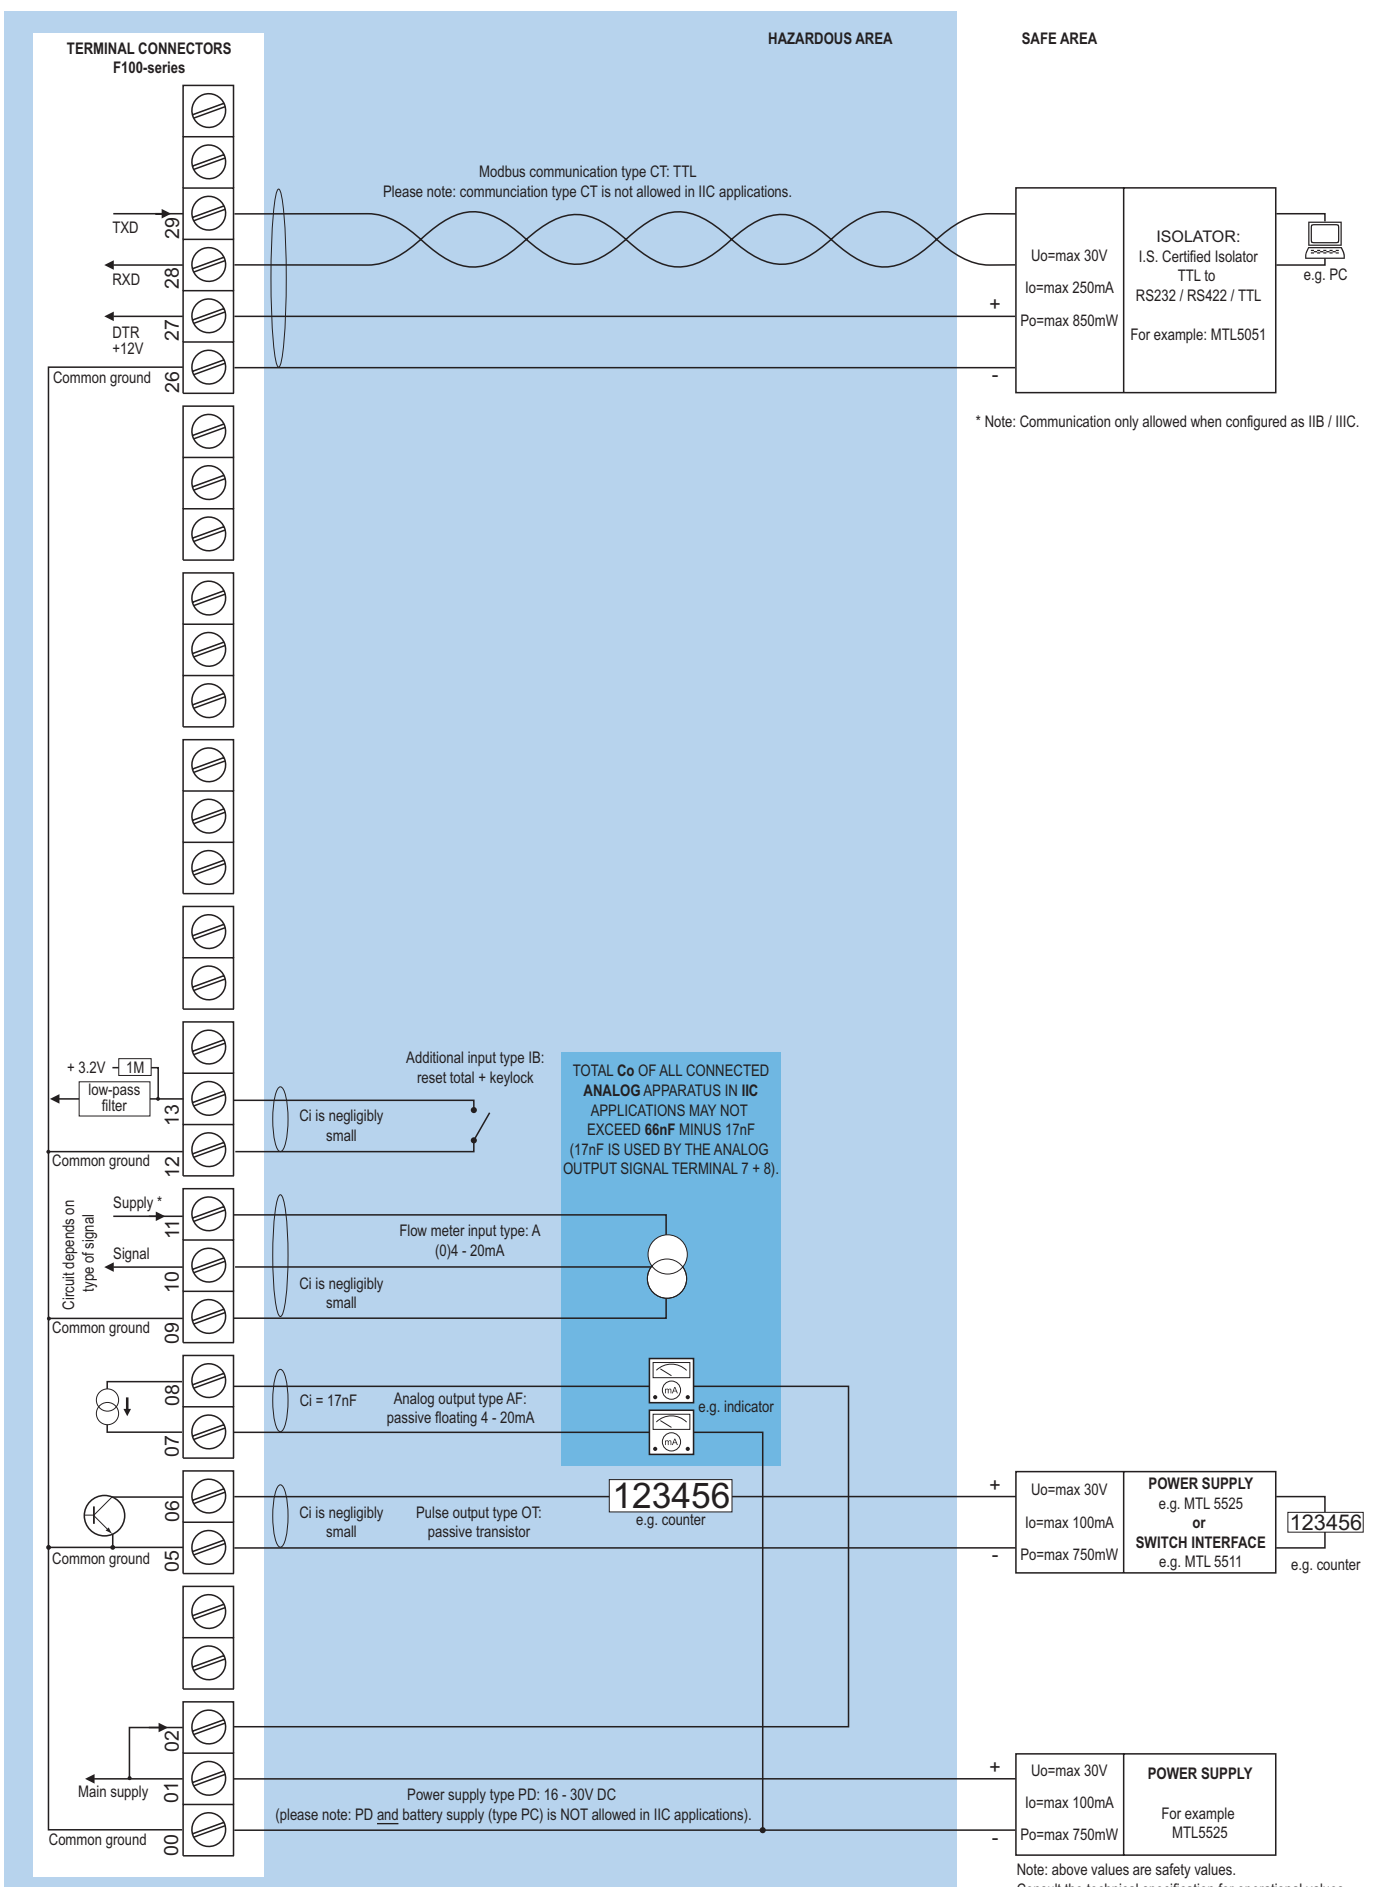 TERMINAL CONNECTORS
F100-series
HAZARDOUS AREA
SAFE AREA
Modbus communication type CT: TTL
Please note: communciation type CT is not allowed in IIC applications.
TXD
29
RXD
28
DTR
+12V
27
Common ground
26
+
-
Uo=max 30V
Io=max 250mA
Po=max 850mW
ISOLATOR:
I.S. Certified Isolator
TTL to
RS232 / RS422 / TTL
For example: MTL5051
e.g. PC
* Note: Communication only allowed when configured as IIB / IIIC.
+ 3.2V
1M
low-pass
filter
13
Common ground
12
Ci is negligibly
small
Additional input type IB:
reset total + keylock
TOTAL Co OF ALL CONNECTED
ANALOG APPARATUS IN IIC
APPLICATIONS MAY NOT
EXCEED 66nF MINUS 17nF
(17nF IS USED BY THE ANALOG
OUTPUT SIGNAL TERMINAL 7 + 8).
Circuit depends on
type of signal
Supply *
11
Signal
10
Common ground
09
Flow meter input type: A
(0)4 - 20mA
Ci is negligibly
small
08
07
Ci = 17nF
Analog output type AF:
passive floating 4 - 20mA
mA
mA
e.g. indicator
06
Common ground
05
Ci is negligibly
small
Pulse output type OT:
passive transistor
123456
e.g. counter
+
-
Uo=max 30V
Io=max 100mA
Po=max 750mW
POWER SUPPLY
e.g. MTL 5525
or
SWITCH INTERFACE
e.g. MTL 5511
123456
e.g. counter
02
Main supply
01
Common ground
00
Power supply type PD: 16 - 30V DC
(please note: PD and battery supply (type PC) is NOT allowed in IIC applications).
+
-
Uo=max 30V
Io=max 100mA
Po=max 750mW
POWER SUPPLY
For example
MTL5525
Note: above values are safety values.
Consult the technical specification for operational values.